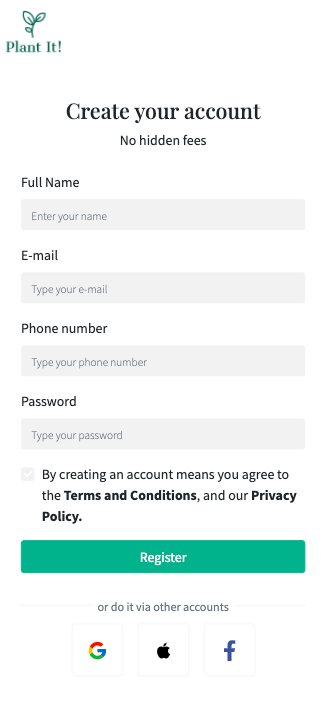 Plant It!
Create your account
No hidden fees
Full Name
Enter your name
E-mail
Type your e-mail
Phone number
Type your phone number
Password
Type your password
By creating an account means you agree to
the Terms and Conditions, and our Privacy
Policy.
Register
or do it via other accounts